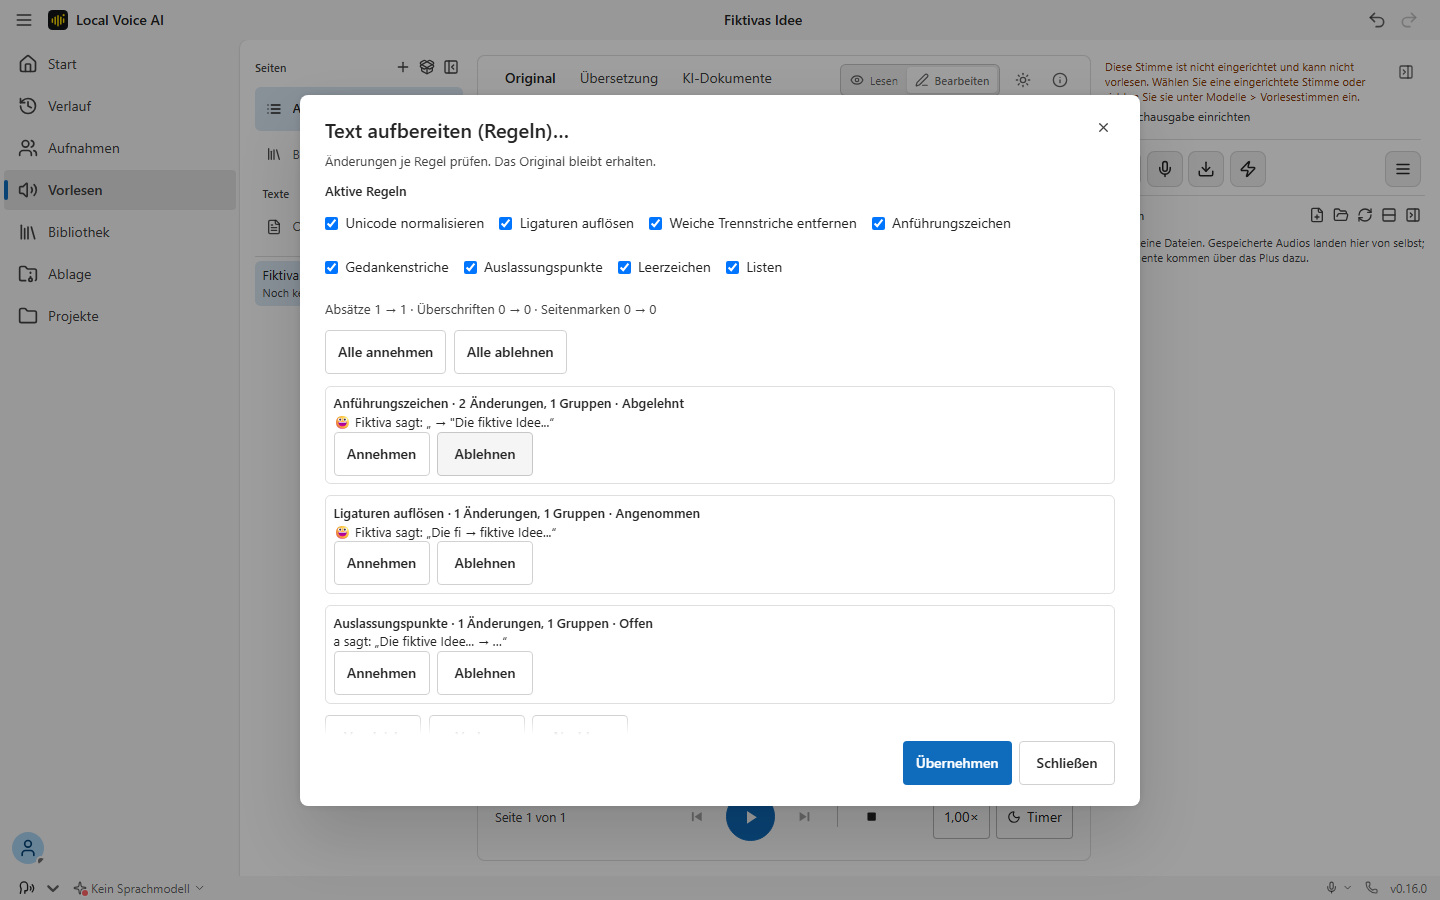 Local Voice AI
Fiktivas Idee
Start
Verlauf
Aufnahmen
Vorlesen
Bibliothek
Ablage
Projekte
Seiten
Texte
Fiktiva
Original
Übersetzung
KI-Dokumente
Lesen
Bearbeiten
Diese Stimme ist nicht eingerichtet und kann nicht
vorlesen. Wählen Sie eine eingerichtete Stimme oder
Sie sie unter Modelle > Vorlesestimmen ein.
einrichten
eine Dateien. Gespeicherte Audios landen hier von selbst;
kommen über das Plus dazu.
Text aufbereiten (Regeln)...
Änderungen je Regel prüfen. Das Original bleibt erhalten.
Aktive Regeln
Unicode normalisieren
Ligaturen auflösen
Weiche Trennstriche entfernen
Anführungszeichen
Gedankenstriche
Auslassungspunkte
Leerzeichen
Listen
Absätze 1 → 1 · Überschriften 0 → 0 · Seitenmarken 0 → 0
Alle annehmen
Alle ablehnen
Anführungszeichen · 2 Änderungen, 1 Gruppen · Abgelehnt
😀 Fiktiva sagt: „ → "Die fiktive Idee...“
Annehmen
Ablehnen
Ligaturen auflösen · 1 Änderungen, 1 Gruppen · Angenommen
😀 Fiktiva sagt: „Die fi → fiktive Idee...“
Annehmen
Ablehnen
Auslassungspunkte · 1 Änderungen, 1 Gruppen · Offen
a sagt: „Die fiktive Idee... → …“
Annehmen
Ablehnen
Übernehmen
Schließen
Seite 1 von 1
1,00×
Timer
Kein Sprachmodell
v0.16.0